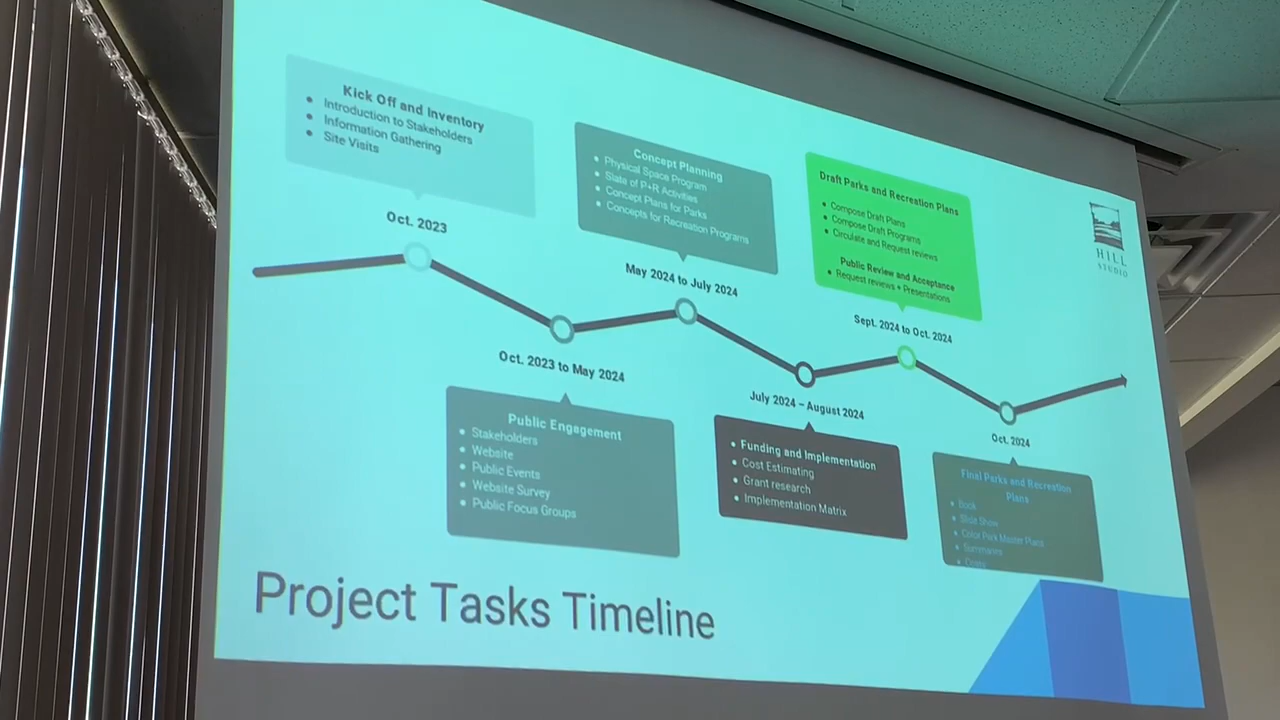 Kick Off and Inventory
● Introduction to Stakeholders
● Information Gathering
● Site Visits
Oct. 2023
Concept Planning
● Physical Space Program
● Slate of P+R Activities
● Concept Plans for Parks
● Concepts for Recreation Programs
May 2024 to July 2024
Draft Parks and Recreation Plans
● Compose Draft Plans
● Compose Draft Programs
● Circulate and Request reviews
Public Review and Acceptance
● Request reviews + Presentations
Sept. 2024 to Oct. 2024
HILL
STUDIO
Oct. 2023 to May 2024
Public Engagement
● Stakeholders
● Website
● Public Events
● Website Survey
● Public Focus Groups
July 2024 – August 2024
● Funding and Implementation
● Cost Estimating
● Grant research
● Implementation Matrix
Oct. 2024
Final Parks and Recreation
Plans
● Book
● Slide Show
● Color Park Master Plans
● Summaries
Project Tasks Timeline